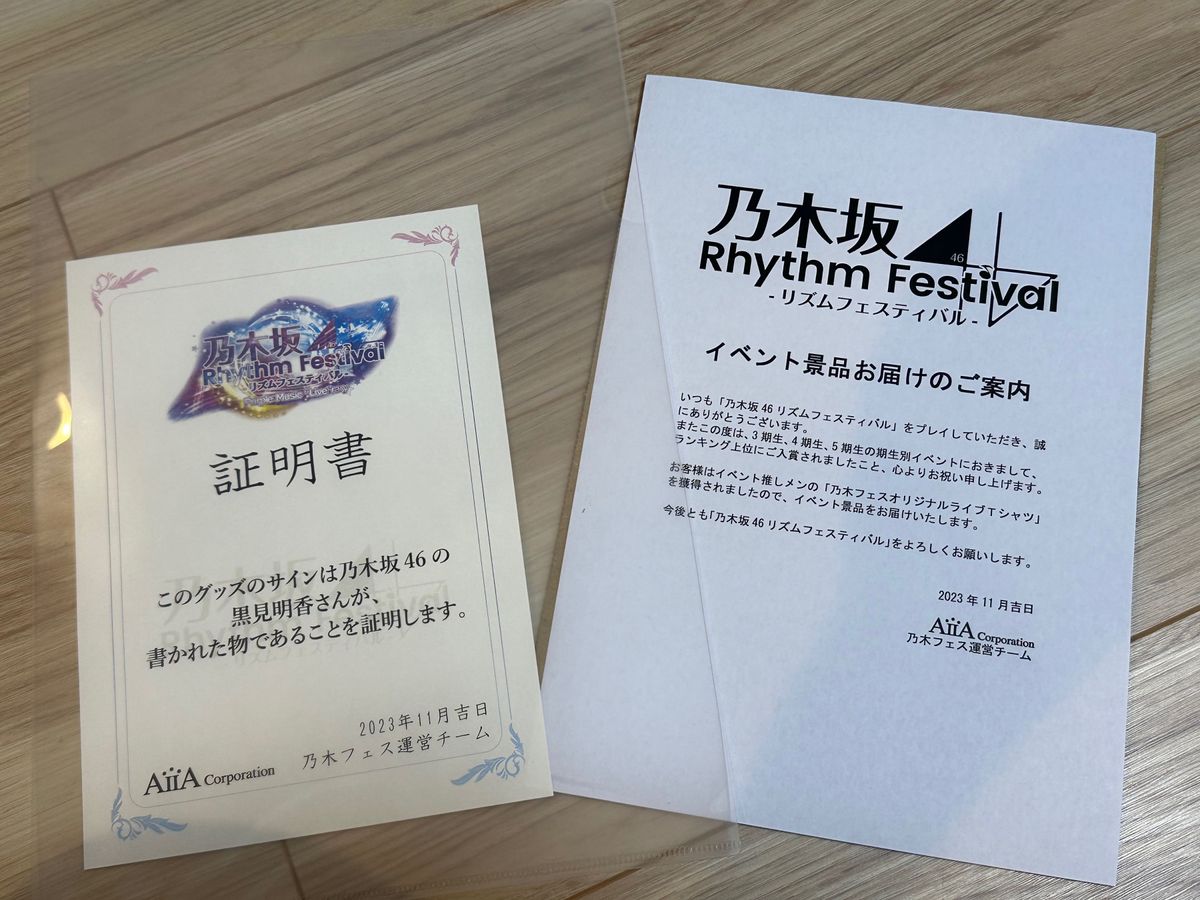 乃木坂46
Rhythm Festival
-リズムフェスティバル-
証明書
このグッズのサインは乃木坂46の
黒見明香さんが、
書かれた物であることを証明します。
2023年11月吉日
乃木フェス運営チーム
AiiA Corporation
乃木坂46
Rhythm Festival
-リズムフェスティバル-
イベント景品お届けのご案内
いつも「乃木坂46リズムフェスティバル」をプレイしていただき、誠
にありがとうございます。
またこの度は、3期生、4期生、5期生の期生別イベントにおきまして、
ランキング上位にご入賞されましたこと、心よりお祝い申し上げます。
お客様はイベント推しメンの「乃木フェスオリジナルライブTシャツ」
を獲得されましたので、イベント景品をお届けいたします。
今後とも「乃木坂46リズムフェスティバル」をよろしくお願いします。
2023年11月吉日
AiiA Corporation
乃木フェス運営チーム